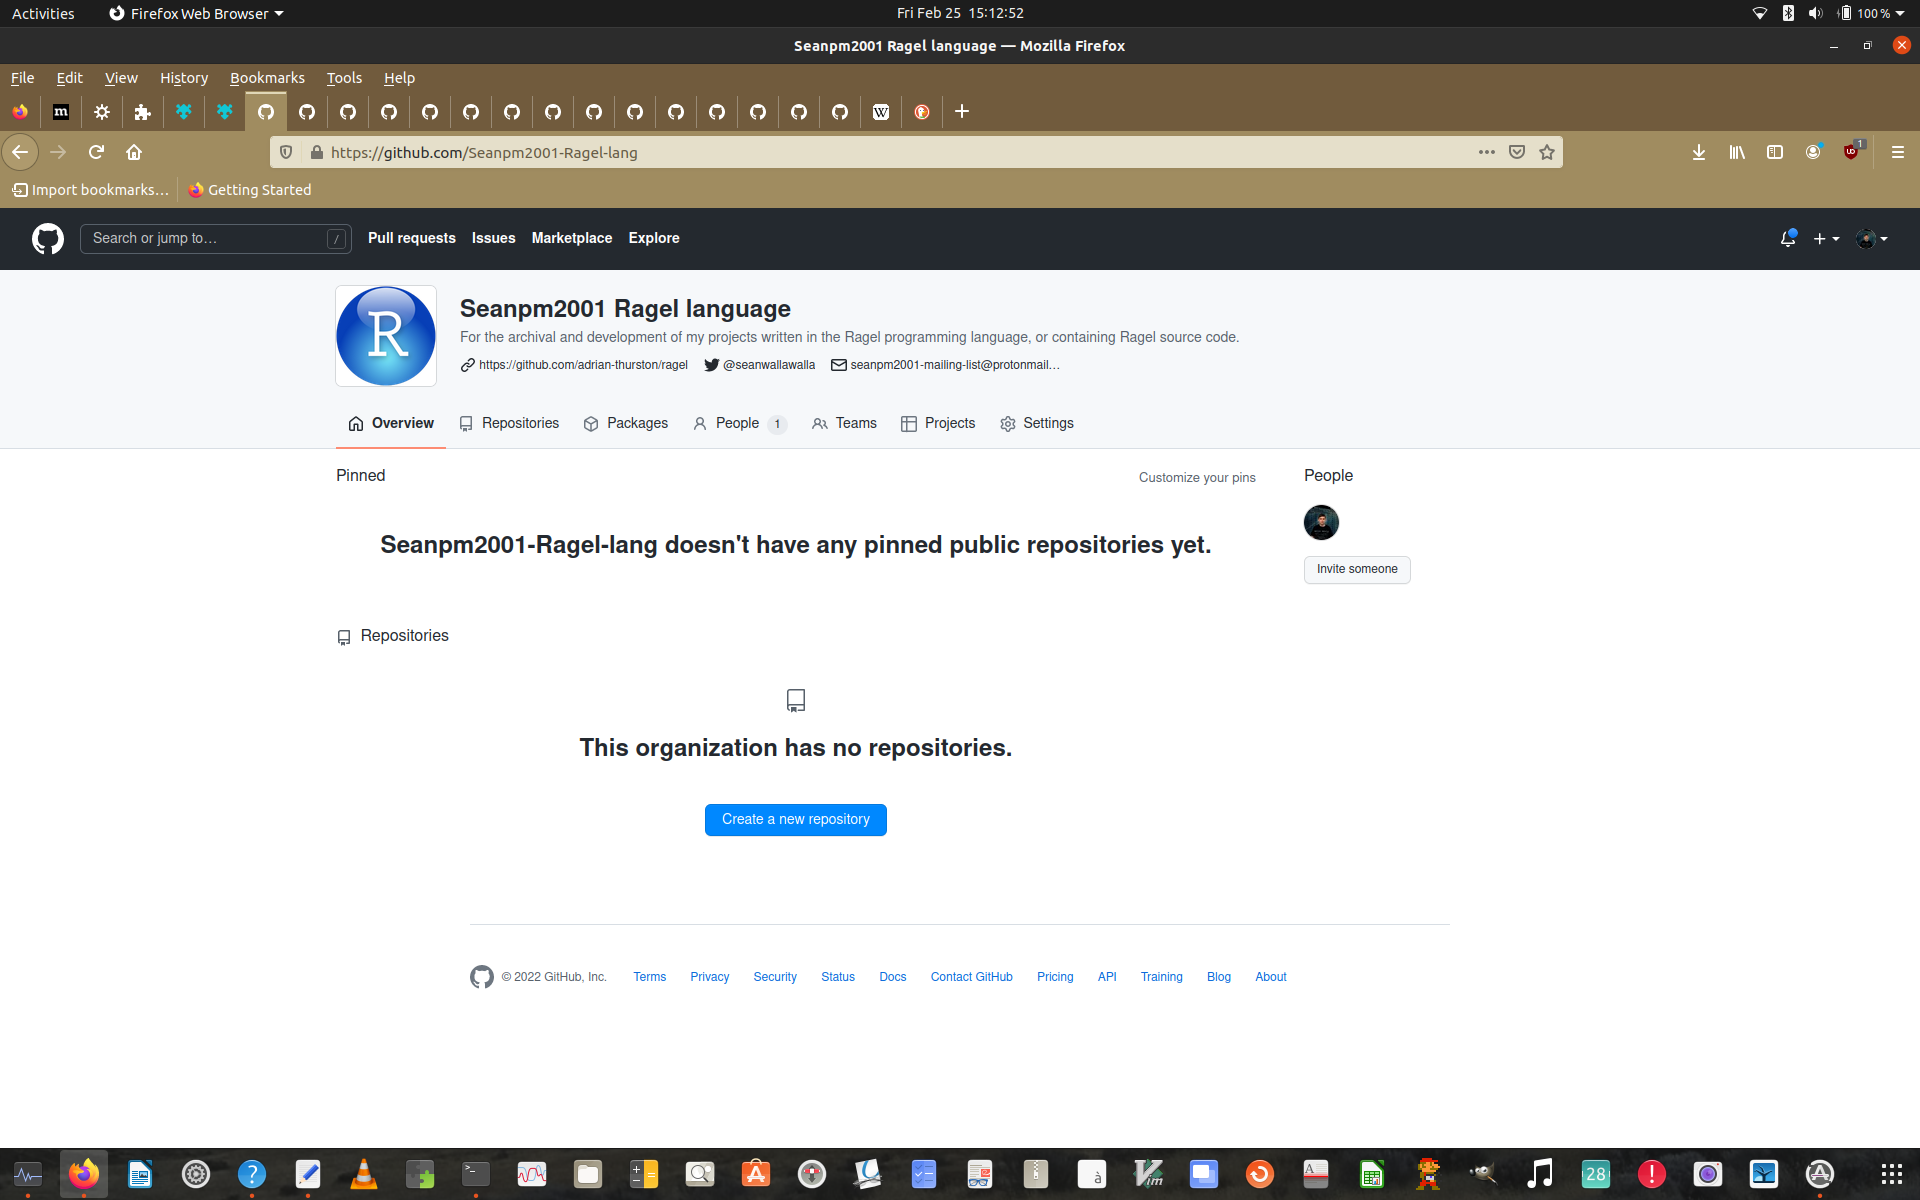 Activities
Firefox Web Browser
Fri Feb 25 15:12:52
100 %
Seanpm2001 Ragel language — Mozilla Firefox
File Edit View History Bookmarks Tools Help
m
W
https://github.com/Seanpm2001-Ragel-lang
1
Import bookmarks…
Getting Started
Search or jump to…
/
Pull requests
Issues
Marketplace
Explore
R
Seanpm2001 Ragel language
For the archival and development of my projects written in the Ragel programming language, or containing Ragel source code.
https://github.com/adrian-thurston/ragel
@seanwallawalla
seanpm2001-mailing-list@protonmail…
Overview
Repositories
Packages
People 1
Teams
Projects
Settings
Pinned
Customize your pins
People
Seanpm2001-Ragel-lang doesn't have any pinned public repositories yet.
Invite someone
Repositories
This organization has no repositories.
Create a new repository
© 2022 GitHub, Inc.
Terms
Privacy
Security
Status
Docs
Contact GitHub
Pricing
API
Training
Blog
About
?
>_
à
Vim
A
28
!